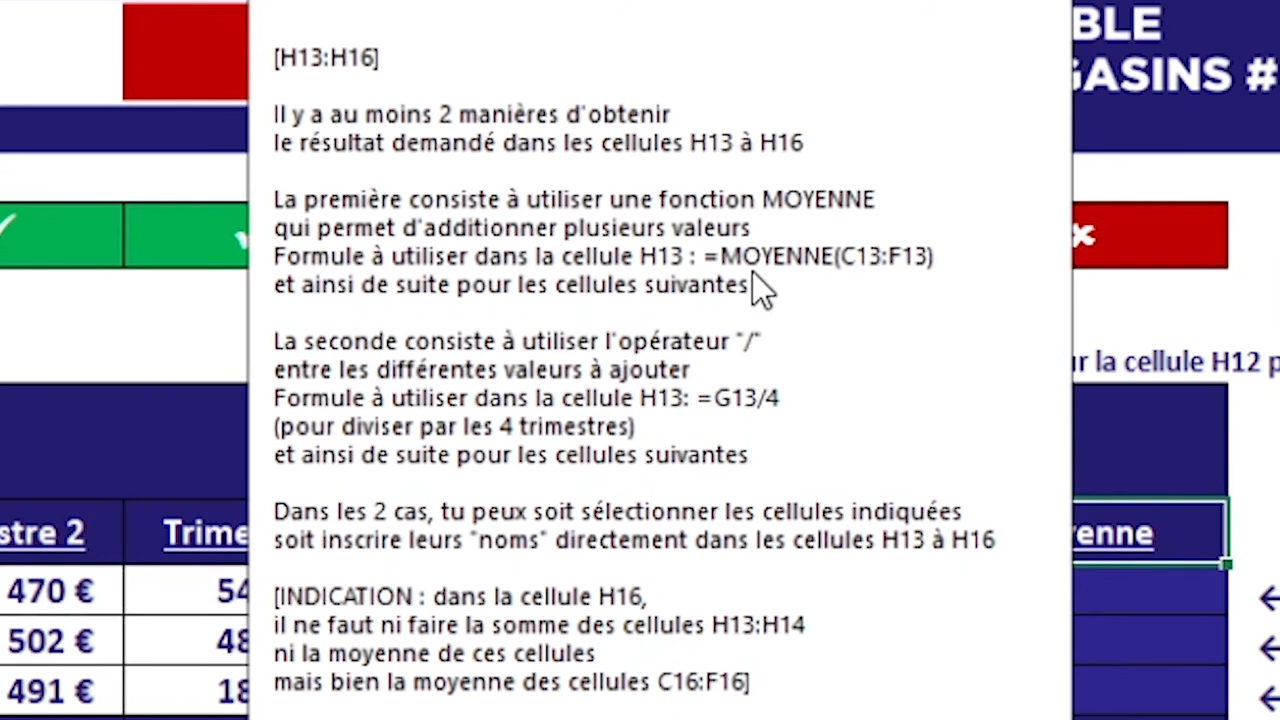 BLE
GASINS #
[H13:H16]
Il y a au moins 2 manières d'obtenir
le résultat demandé dans les cellules H13 à H16
La première consiste à utiliser une fonction MOYENNE
qui permet d'additionner plusieurs valeurs
Formule à utiliser dans la cellule H13 : =MOYENNE(C13:F13)
et ainsi de suite pour les cellules suivantes
La seconde consiste à utiliser l'opérateur "/"
entre les différentes valeurs à ajouter
Formule à utiliser dans la cellule H13: =G13/4
(pour diviser par les 4 trimestres)
et ainsi de suite pour les cellules suivantes
Dans les 2 cas, tu peux soit sélectionner les cellules indiquées
soit inscrire leurs "noms" directement dans les cellules H13 à H16
[INDICATION : dans la cellule H16,
il ne faut ni faire la somme des cellules H13:H14
ni la moyenne de ces cellules
mais bien la moyenne des cellules C16:F16]
ur la cellule H12 p
stre 2 Trime yenne
470 € 54
502 € 48
491 € 18